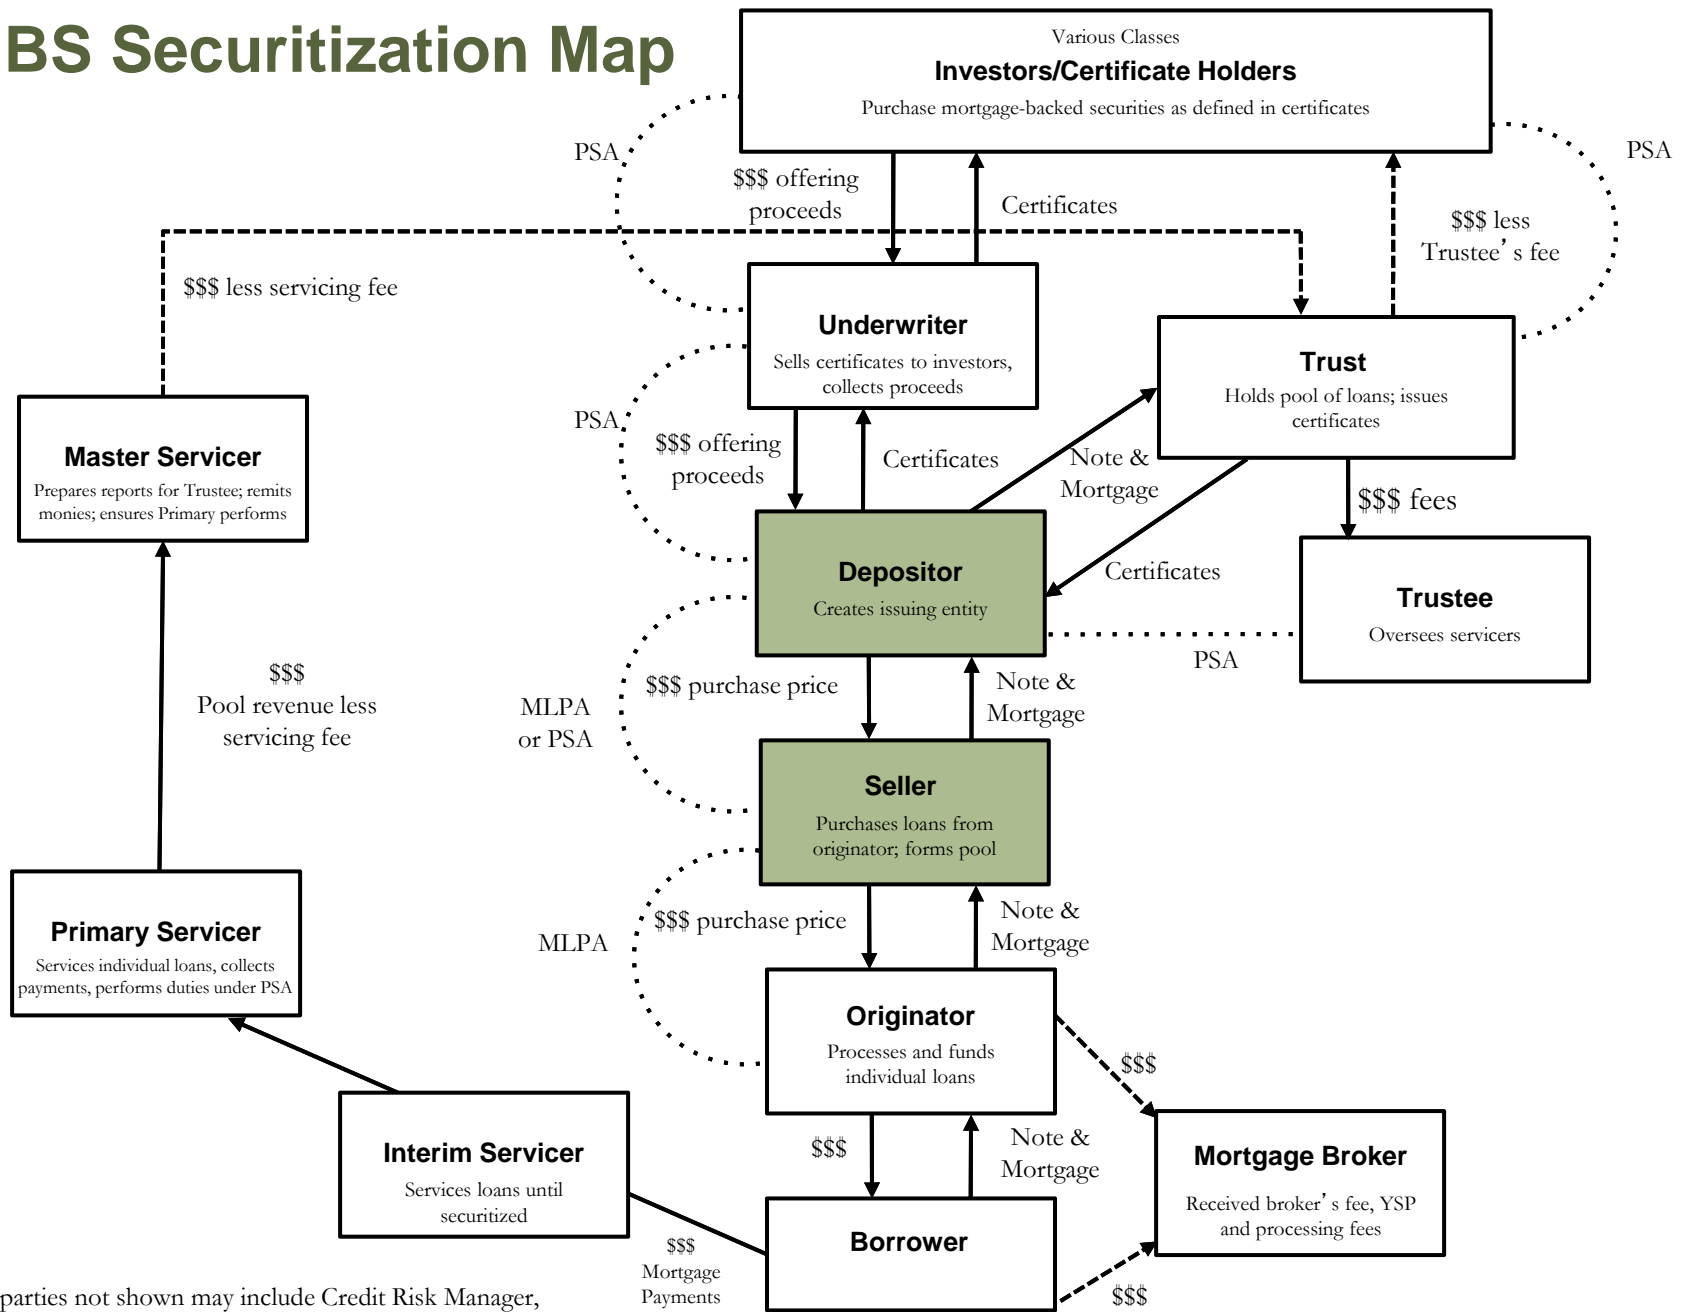 BS Securitization Map
Various Classes
Investors/Certificate Holders
Purchase mortgage-backed securities as defined in certificates
PSA
PSA
$$$ offering
proceeds
Certificates
$$$ less
Trustee’ s fee
$$$ less servicing fee
Underwriter
Sells certificates to investors,
collects proceeds
Trust
Holds pool of loans; issues
certificates
Master Servicer
Prepares reports for Trustee; remits
monies; ensures Primary performs
PSA
$$$ offering
proceeds
Certificates
Note &
Mortgage
$$$ fees
Depositor
Creates issuing entity
Certificates
Trustee
Oversees servicers
PSA
$$$
Pool revenue less
servicing fee
MLPA
or PSA
$$$ purchase price
Note &
Mortgage
Seller
Purchases loans from
originator; forms pool
Primary Servicer
Services individual loans, collects
payments, performs duties under PSA
MLPA
$$$ purchase price
Note &
Mortgage
Originator
Processes and funds
individual loans
$$$
Interim Servicer
Services loans until
securitized
$$$
Note &
Mortgage
Mortgage Broker
Received broker’ s fee, YSP
and processing fees
Borrower
$$$
Mortgage
Payments
$$$
parties not shown may include Credit Risk Manager,